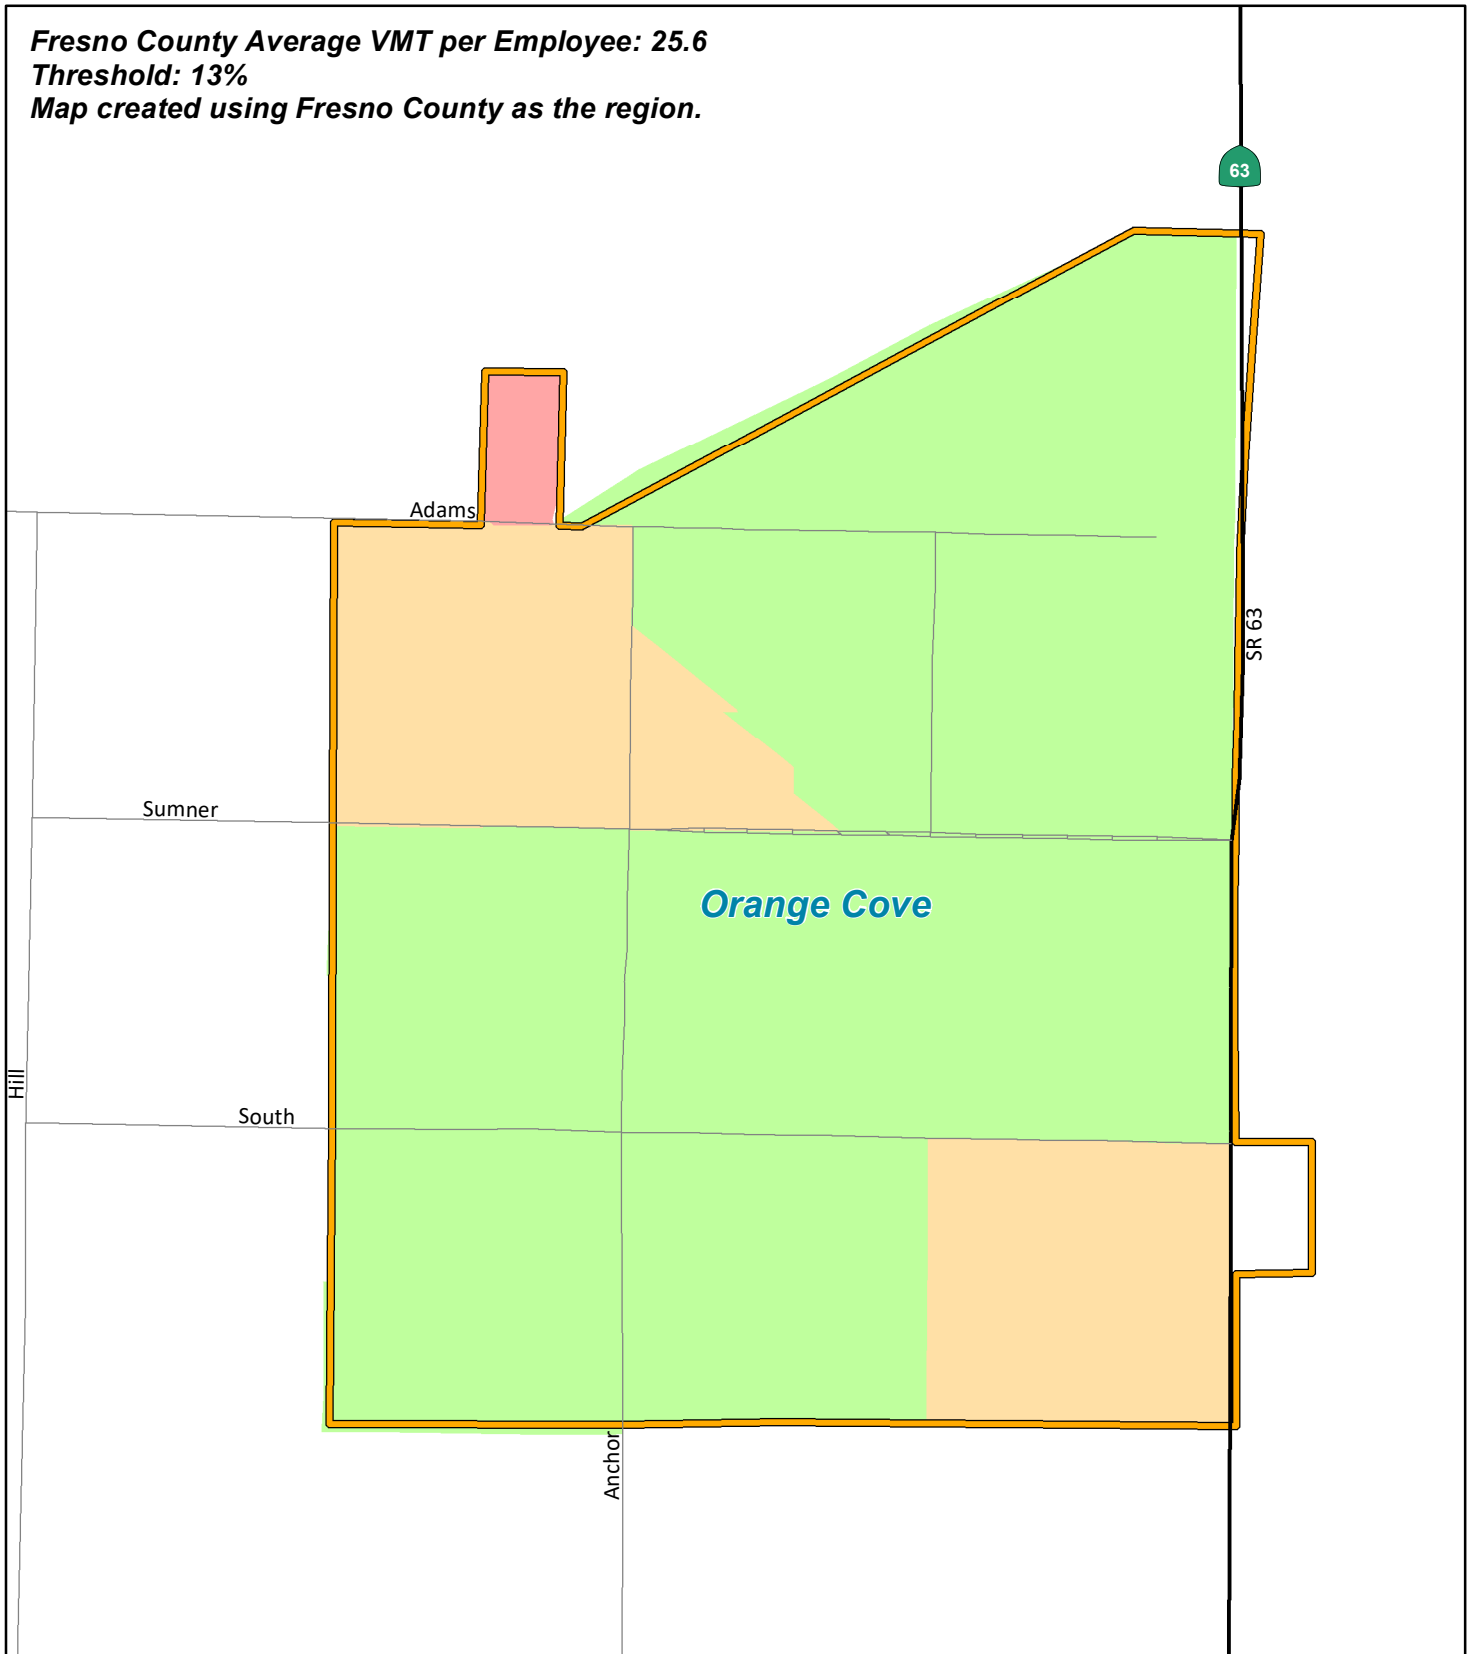 Fresno County Average VMT per Employee: 25.6
Threshold: 13%
Map created using Fresno County as the region.
63
Adams
SR 63
Sumner
Orange Cove
Hill
South
Anchor